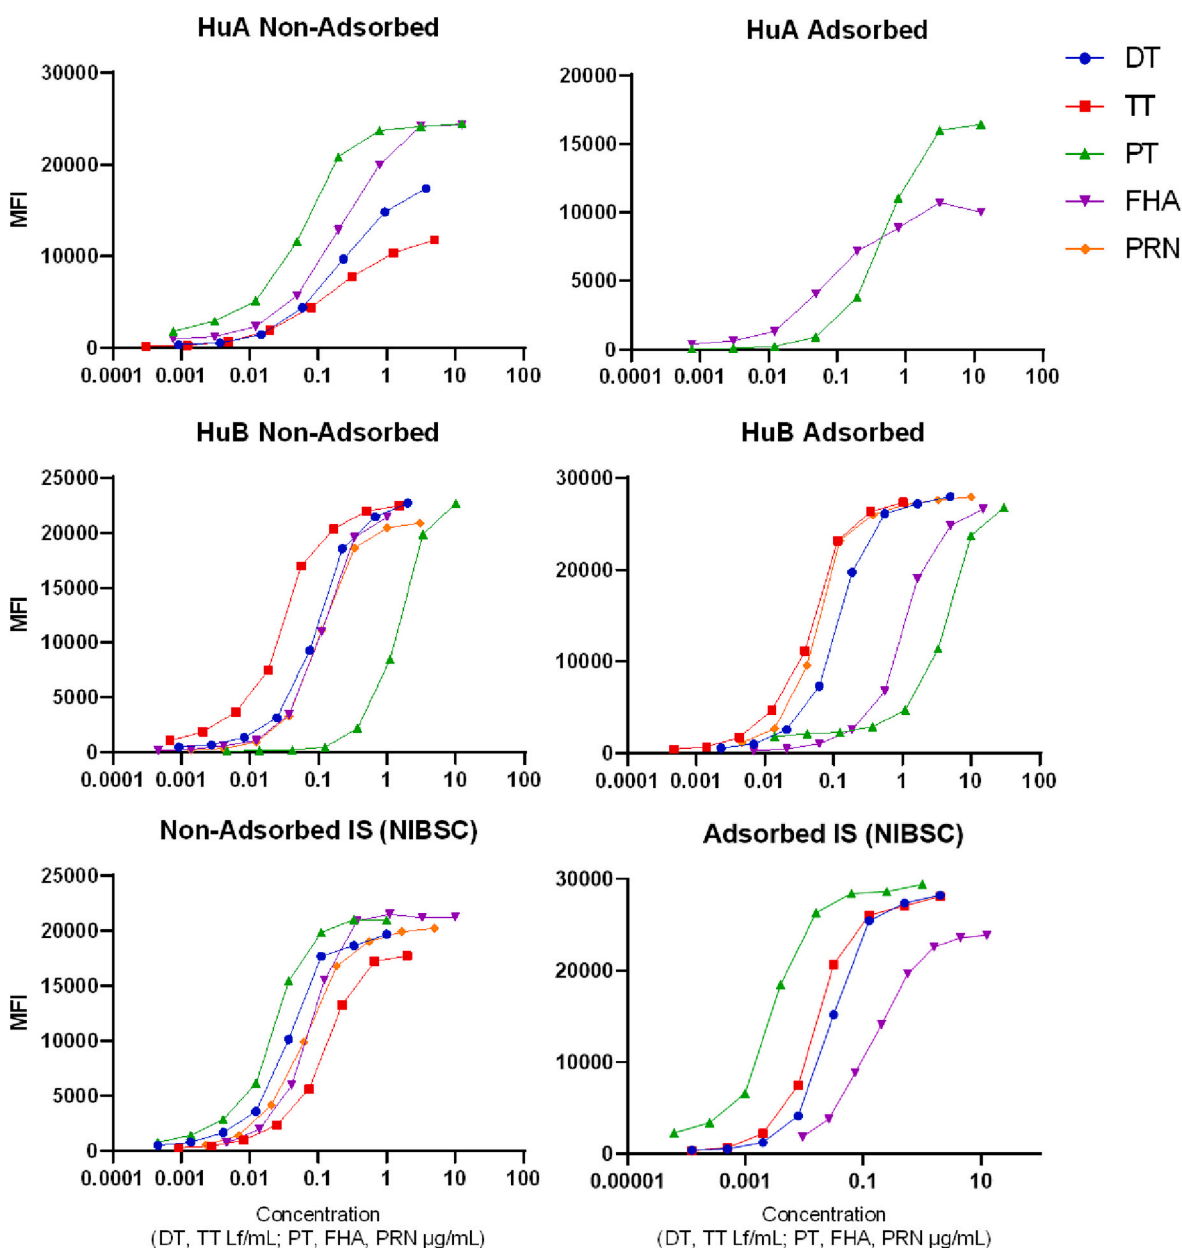 HuA Non-Adsorbed
HuA Adsorbed
DT
TT
PT
FHA
PRN
MFI
30000
20000
10000
0
0.0001 0.001 0.01 0.1 1 10 100
20000
15000
10000
5000
0
0.0001 0.001 0.01 0.1 1 10 100
HuB Non-Adsorbed
HuB Adsorbed
MFI
25000
20000
15000
10000
5000
0
0.0001 0.001 0.01 0.1 1 10 100
30000
20000
10000
0
0.0001 0.001 0.01 0.1 1 10 100
Non-Adsorbed IS (NIBSC)
Adsorbed IS (NIBSC)
MFI
25000
20000
15000
10000
5000
0
0.0001 0.001 0.01 0.1 1 10 100
30000
20000
10000
0
0.00001 0.001 0.1 10
Concentration
(DT, TT Lf/mL; PT, FHA, PRN µg/mL)
Concentration
(DT, TT Lf/mL; PT, FHA, PRN µg/mL)